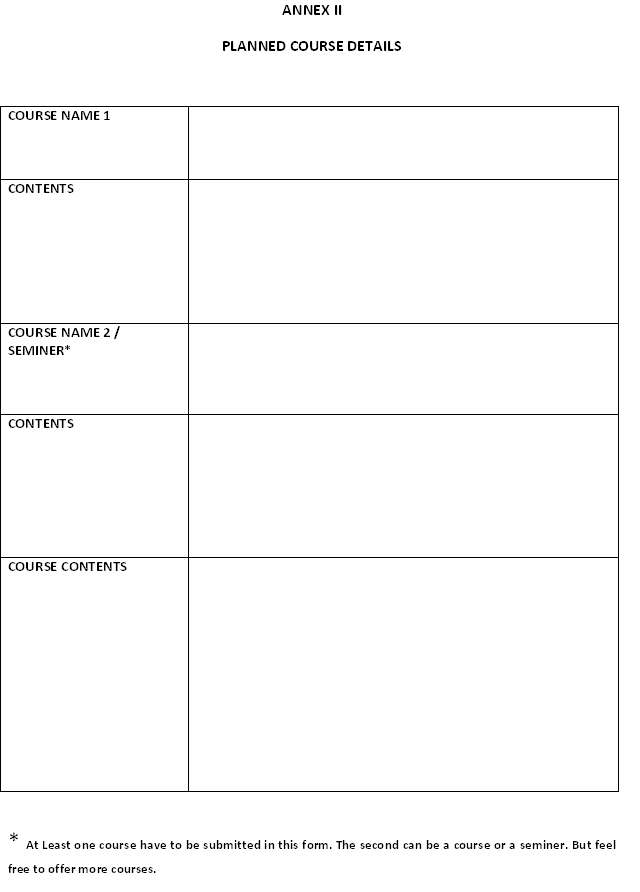 ANNEX II
PLANNED COURSE DETAILS
COURSE NAME 1
CONTENTS
COURSE NAME 2 /
SEMINER*
CONTENTS
COURSE CONTENTS
* At Least one course have to be submitted in this form. The second can be a course or a seminer. But feel
free to offer more courses.